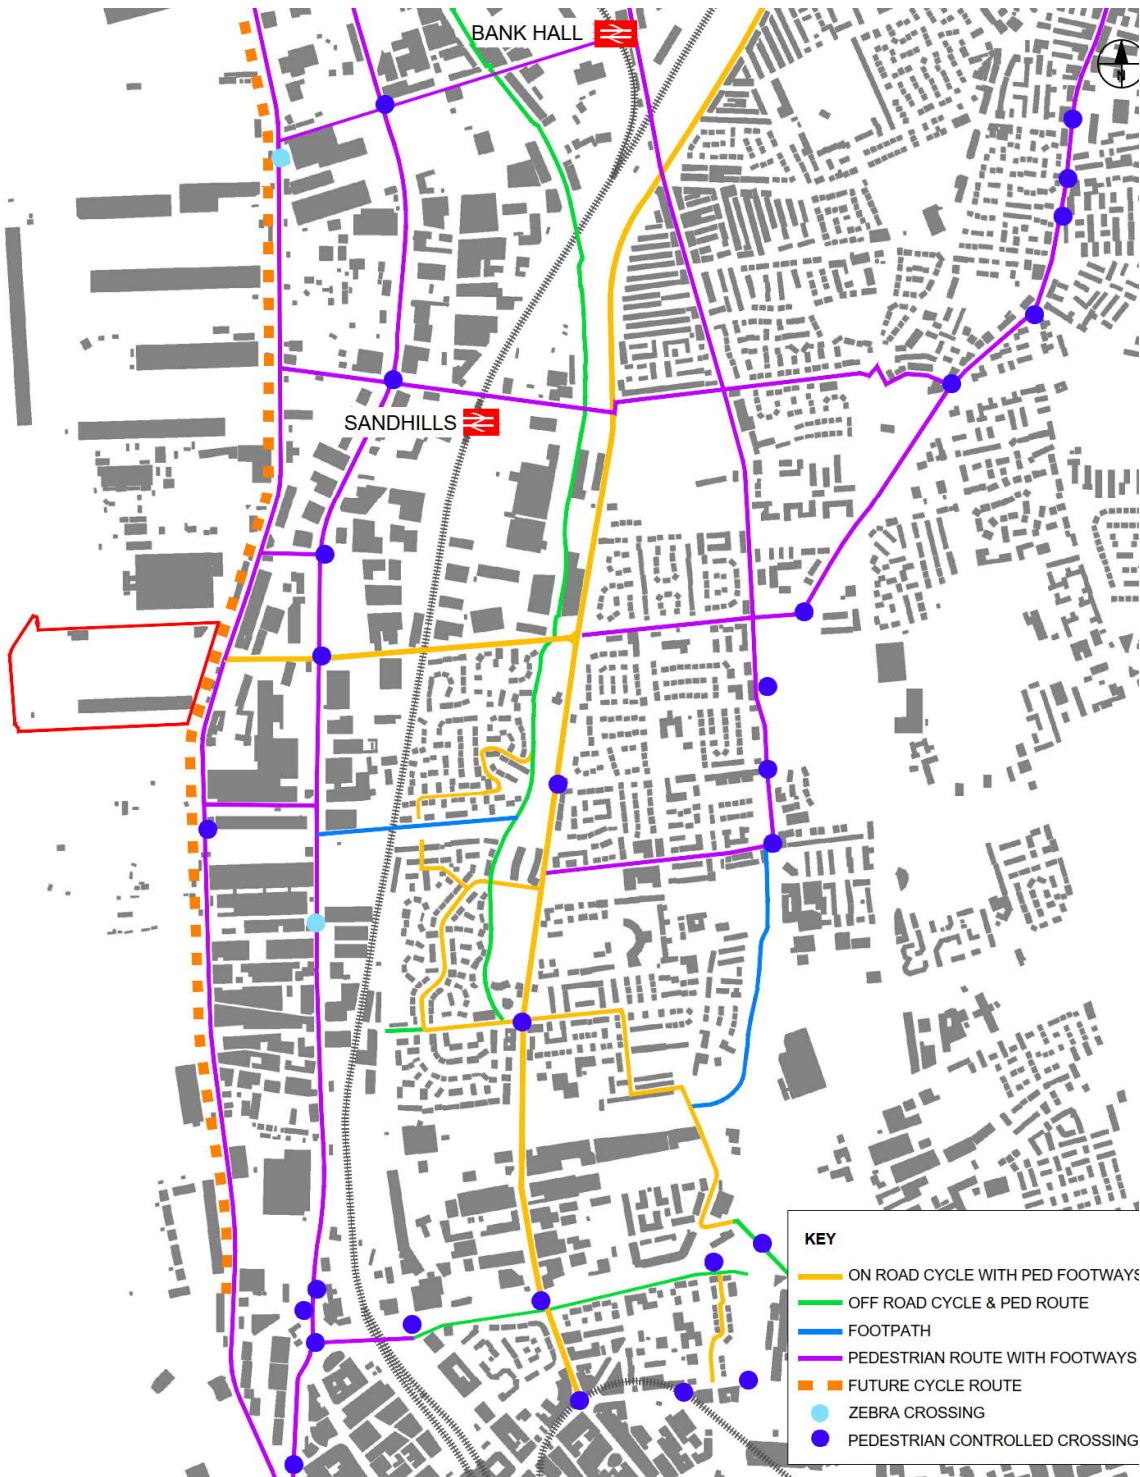 BANK HALL
N
SANDHILLS
KEY
ON ROAD CYCLE WITH PED FOOTWAYS
OFF ROAD CYCLE & PED ROUTE
FOOTPATH
PEDESTRIAN ROUTE WITH FOOTWAYS
FUTURE CYCLE ROUTE
ZEBRA CROSSING
PEDESTRIAN CONTROLLED CROSSING